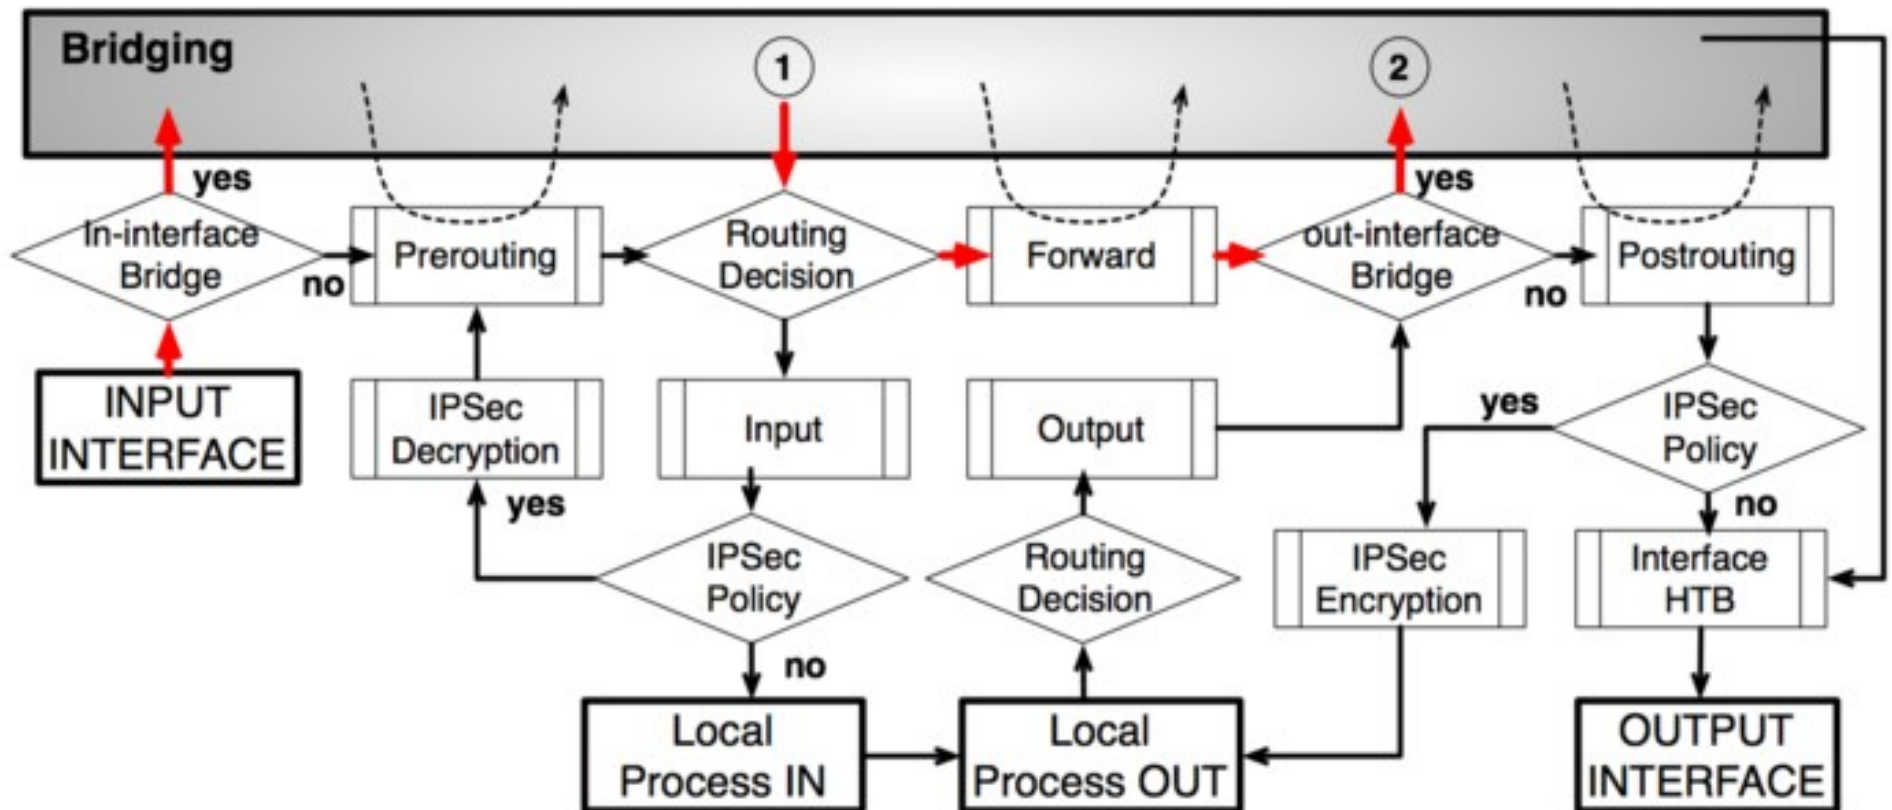 Bridging
1
2
yes
yes
In-interface
Bridge
no
Prerouting
Routing
Decision
Forward
out-interface
Bridge
no
Postrouting
INPUT
INTERFACE
IPSec
Decryption
yes
Input
Output
yes
IPSec
Policy
no
IPSec
Policy
no
Routing
Decision
IPSec
Encryption
Interface
HTB
Local
Process IN
Local
Process OUT
OUTPUT
INTERFACE